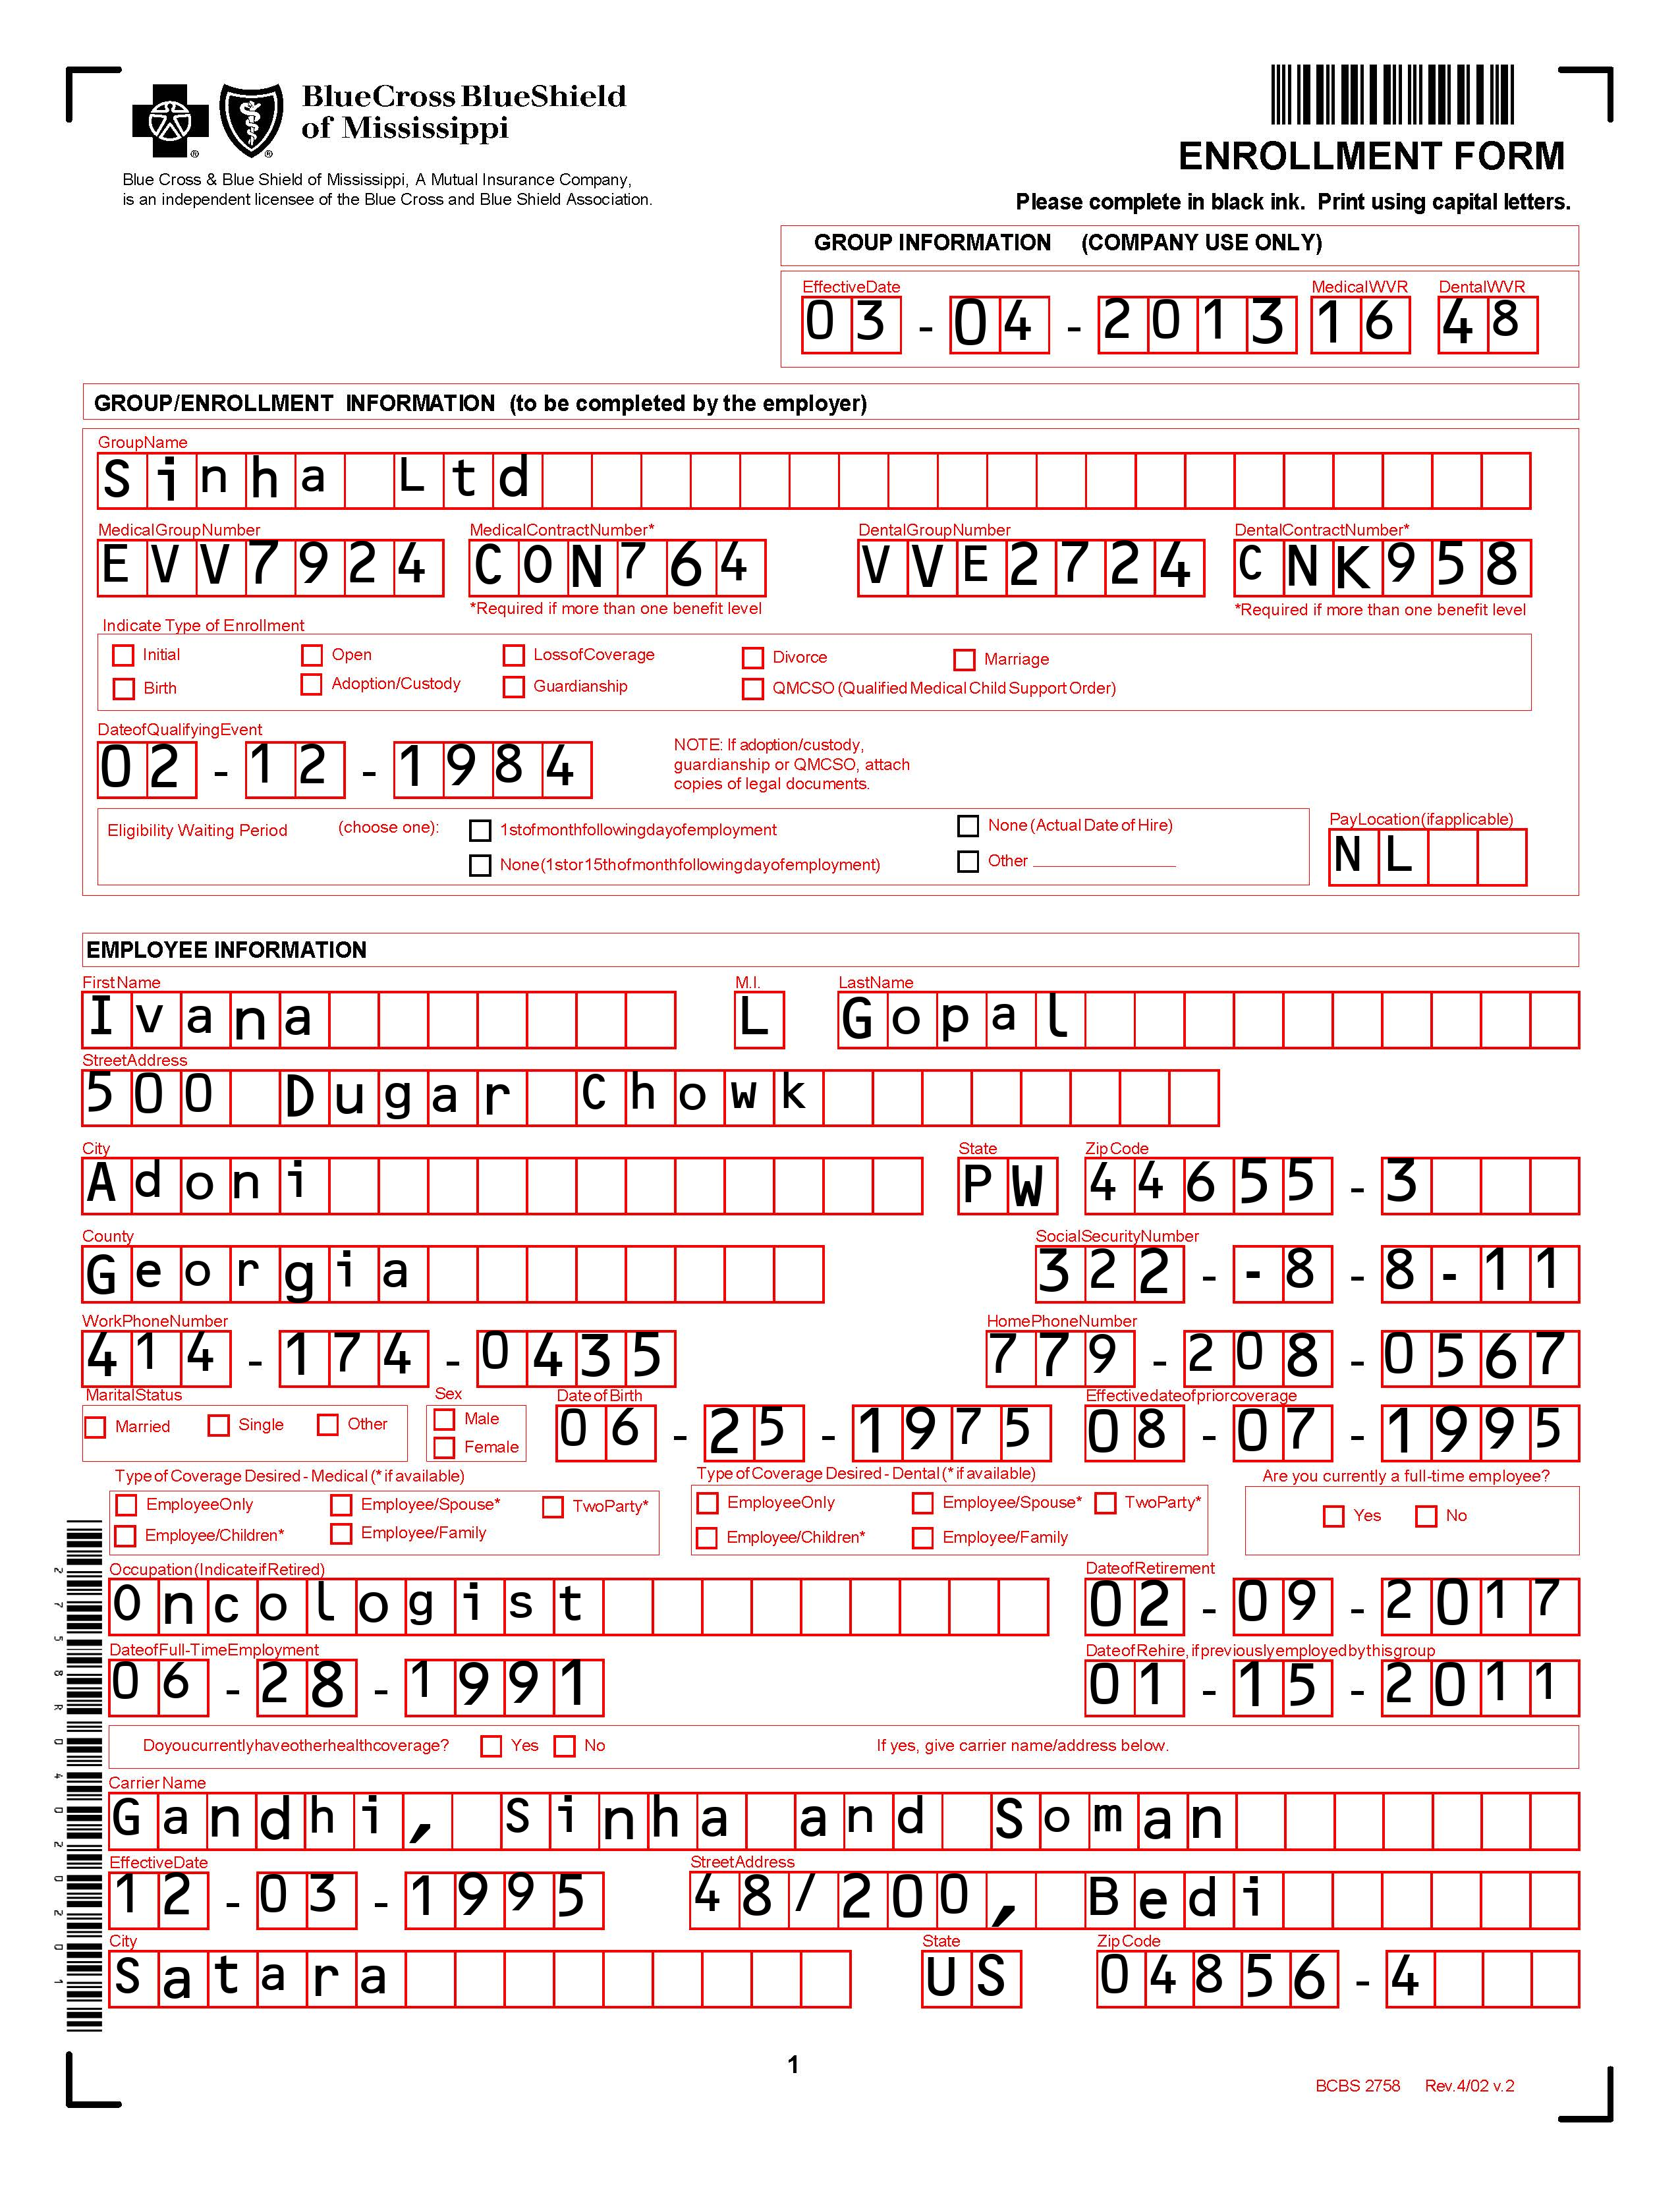 BlueCross BlueShield
of Mississippi
Blue Cross & Blue Shield of Mississippi, A Mutual Insurance Company,
is an independent licensee of the Blue Cross and Blue Shield Association.
ENROLLMENT FORM
Please complete in black ink. Print using capital letters.
GROUP INFORMATION (COMPANY USE ONLY)
EffectiveDate MedicalWVR DentalWVR
03-04-2013 16 48
GROUP/ENROLLMENT INFORMATION (to be completed by the employer)
GroupName
Sinha Ltd
MedicalGroupNumber MedicalContractNumber* DentalGroupNumber DentalContractNumber*
EVV7924 CON764 VVE2724 CNK958
*Required if more than one benefit level *Required if more than one benefit level
Indicate Type of Enrollment
Initial Open LossofCoverage Divorce Marriage
Birth Adoption/Custody Guardianship QMCSO (Qualified Medical Child Support Order)
DateofQualifyingEvent
02-12-1984
NOTE: If adoption/custody,
guardianship or QMCSO, attach
copies of legal documents.
Eligibility Waiting Period (choose one): 1stofmonthfollowingdayofemployment None (Actual Date of Hire)
None(1stor15thofmonthfollowingdayofemployment) Other
PayLocation(ifapplicable)
NL
EMPLOYEE INFORMATION
FirstName M.I. LastName
Ivana L Gopal
StreetAddress
500 Dugar Chowk
City State Zip Code
Adoni PW 44655-3
County SocialSecurityNumber
Georgia 322--8-8-11
WorkPhoneNumber HomePhoneNumber
414-174-0435 779-208-0567
MaritalStatus Sex Date of Birth Effectivedateofpriorcoverage
Married Single Other Male Female 06-25-1975 08-07-1995
Type of Coverage Desired - Medical (* if available) Type of Coverage Desired - Dental (* if available) Are you currently a full-time employee?
EmployeeOnly Employee/Spouse* TwoParty* EmployeeOnly Employee/Spouse* TwoParty* Yes No
Employee/Children* Employee/Family Employee/Children* Employee/Family
Occupation(IndicateifRetired) DateofRetirement
Oncologist 02-09-2017
DateofFull-TimeEmployment DateofRehire, ifpreviouslyemployedbythisgroup
06-28-1991 01-15-2011
Doyoucurrentlyhaveotherhealthcoverage? Yes No If yes, give carrier name/address below.
Carrier Name
Gandhi, Sinha and Soman
EffectiveDate StreetAddress
12-03-1995 48/200, Bedi
City State Zip Code
Satara US 04856-4
2758R0402201
1
BCBS 2758 Rev.4/02 v.2